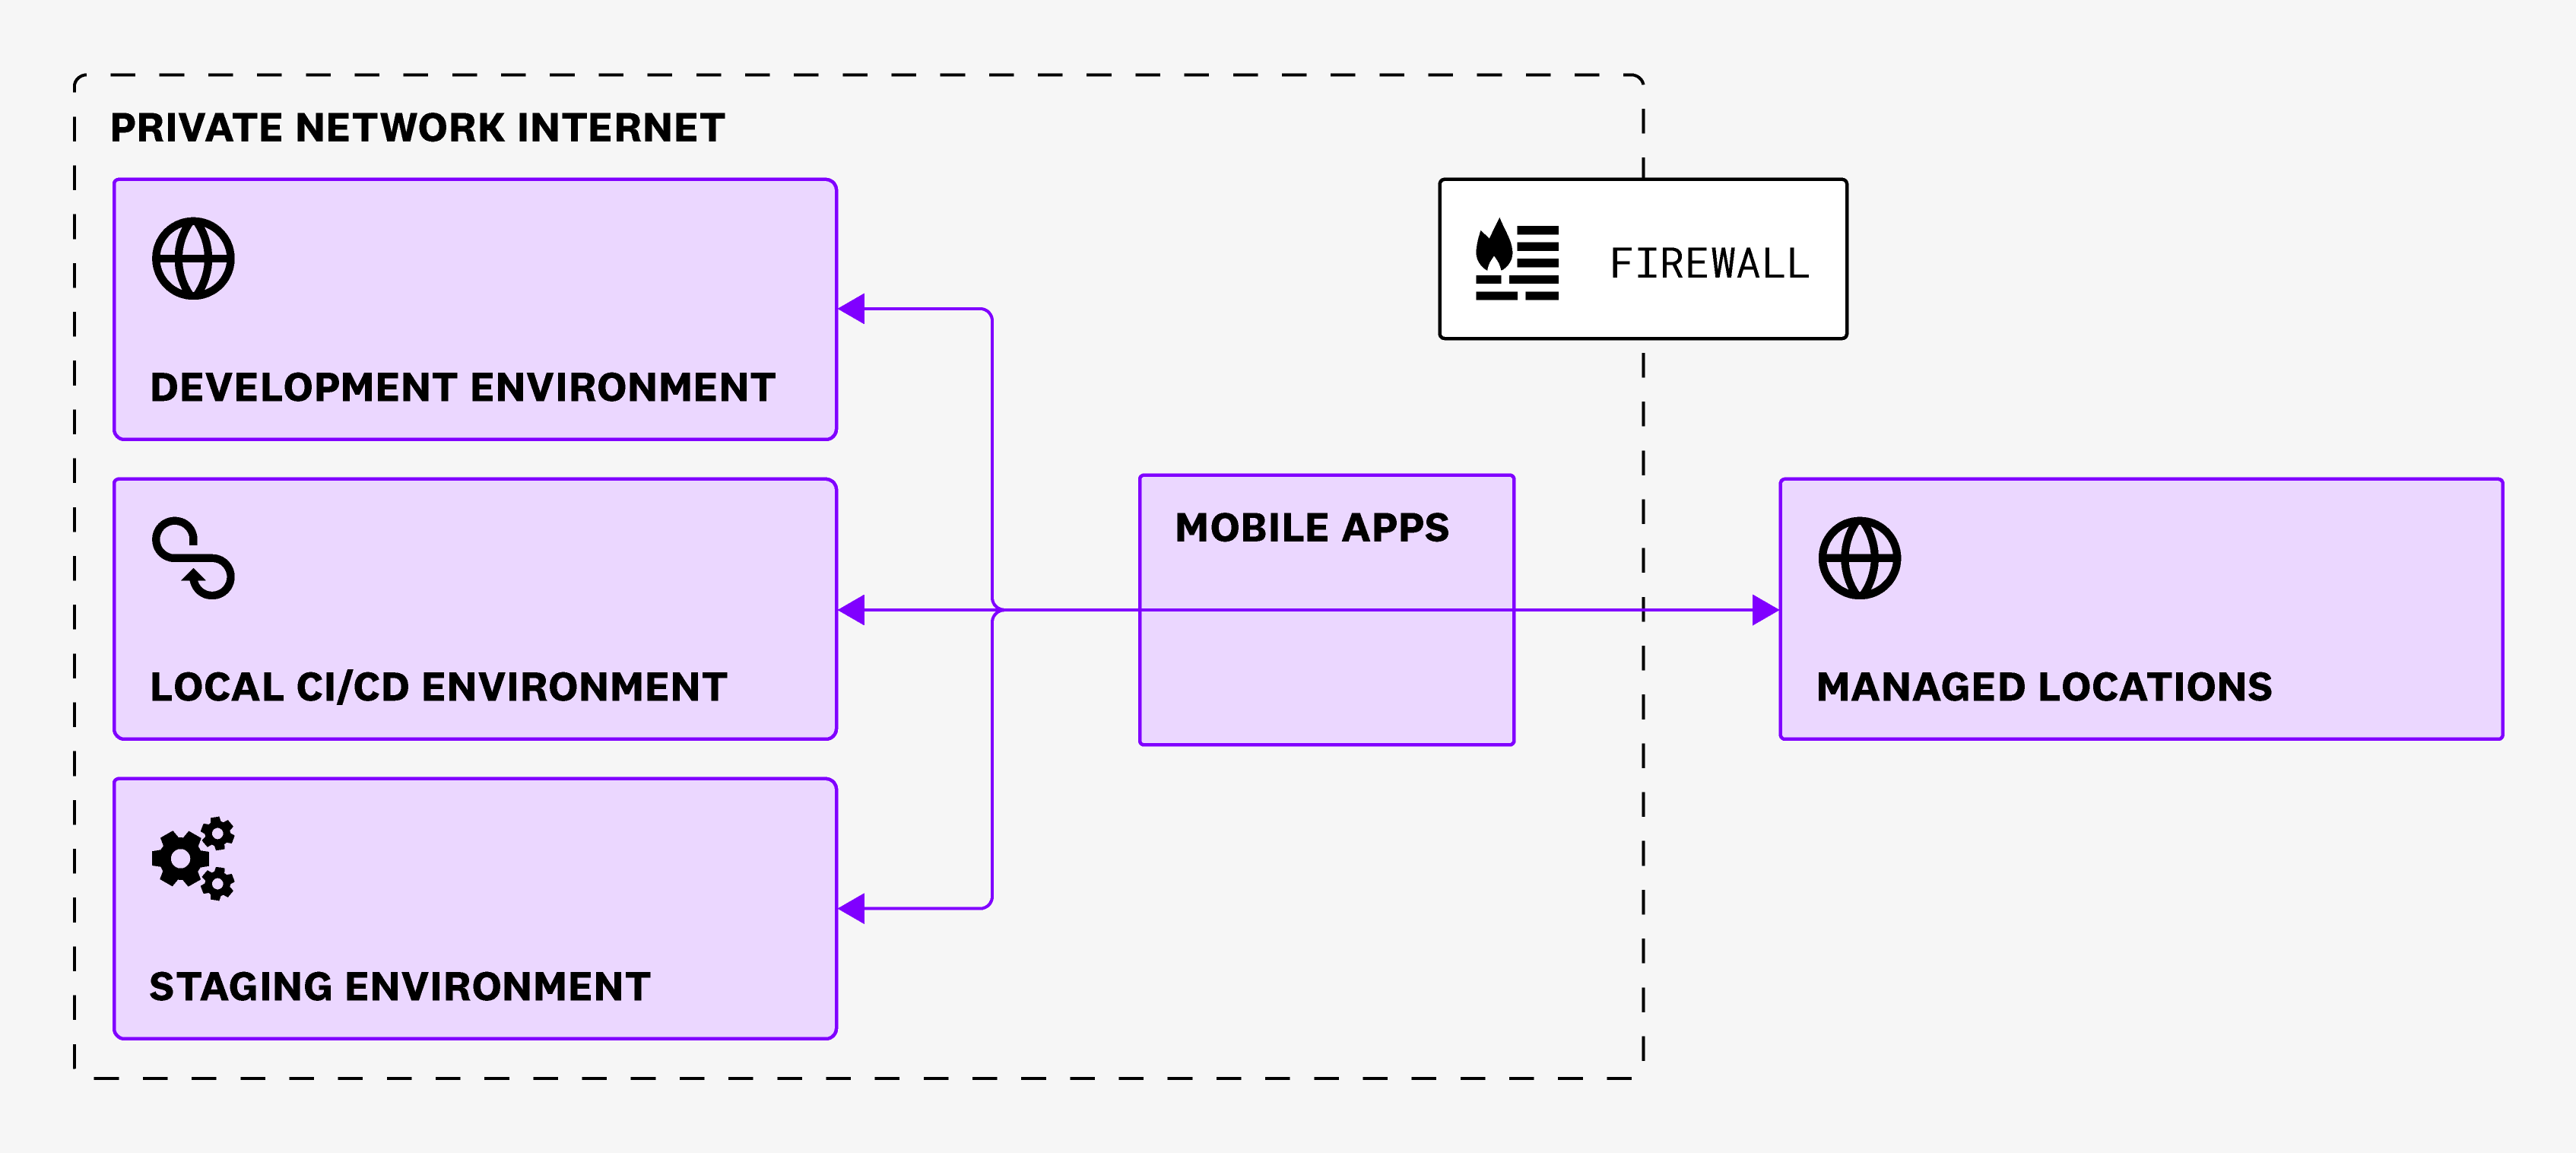 PRIVATE NETWORK INTERNET
DEVELOPMENT ENVIRONMENT
FIREWALL
LOCAL CI/CD ENVIRONMENT
MOBILE APPS
MANAGED LOCATIONS
STAGING ENVIRONMENT